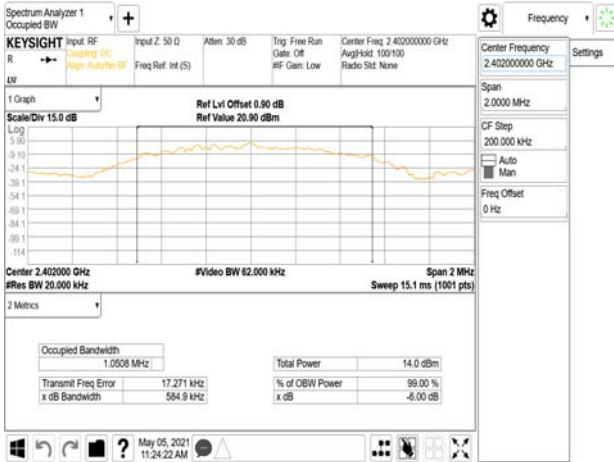 Spectrum Analyzer 1
Occupied BW
Frequency
KEYSIGHT
R
Input: RF
Coupling: DC
Align: Auto/No RF
Input Z: 50 Ω
Freq Ref: Int (S)
Atten: 30 dB
Trig: Free Run
Gate: Off
#IF Gain: Low
Center Freq: 2.402000000 GHz
Avg|Hold: 100/100
Radio Std: None
1 Graph
Scale/Div 15.0 dB
Ref Lvl Offset 0.90 dB
Ref Value 20.90 dBm
Log
5.90
-9.10
-24.1
-39.1
-54.1
-69.1
-84.1
-99.1
-114
Center 2.402000 GHz
#Res BW 20.000 kHz
#Video BW 62.000 kHz
Span 2 MHz
Sweep 15.1 ms (1001 pts)
2 Metrics
Occupied Bandwidth
1.0508 MHz
Total Power 14.0 dBm
Transmit Freq Error 17.271 kHz
% of OBW Power 99.00 %
x dB Bandwidth 584.9 kHz
x dB -6.00 dB
May 05, 2021
11:24:22 AM
Center Frequency
2.402000000 GHz
Settings
Span
2.0000 MHz
CF Step
200.000 kHz
Auto
Man
Freq Offset
0 Hz